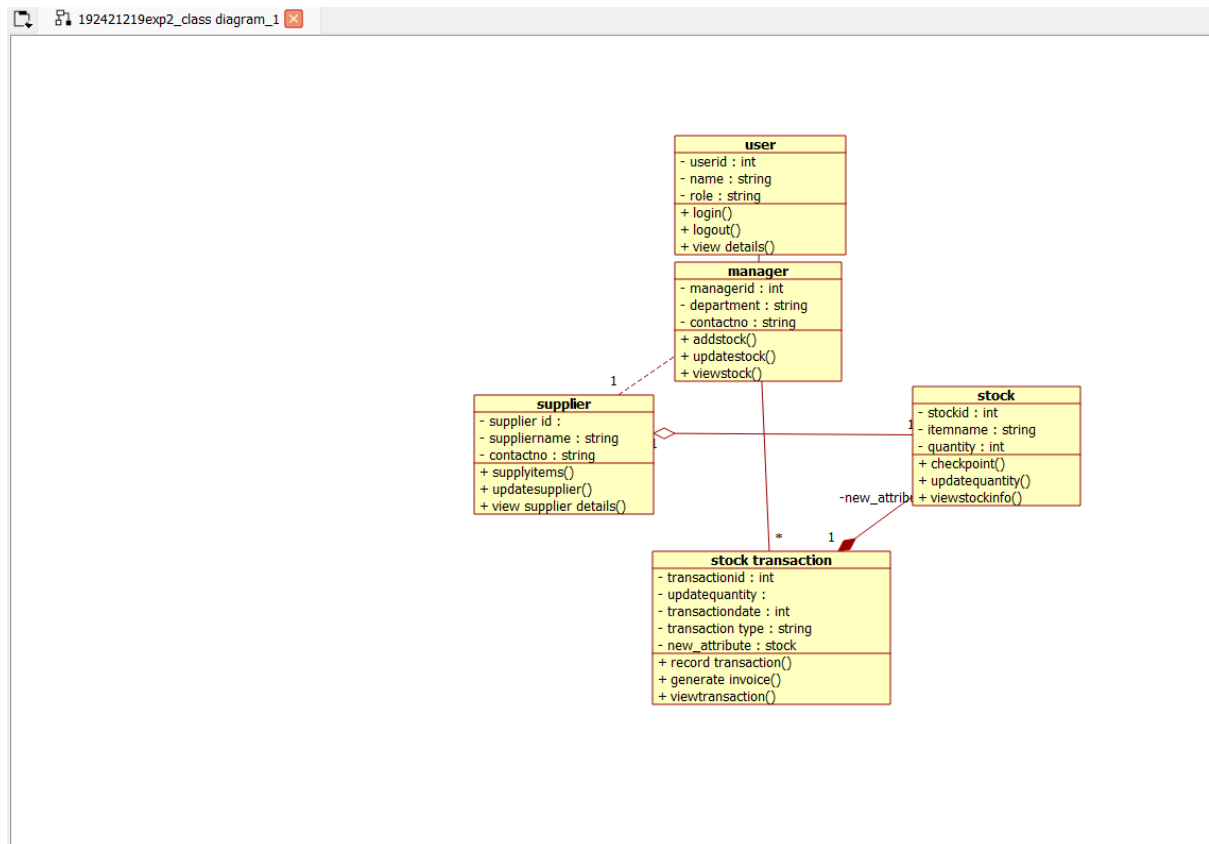 192421219exp2_class diagram_1
user
- userid : int
- name : string
- role : string
+ login()
+ logout()
+ view details()
manager
- managerid : int
- department : string
- contactno : string
+ addstock()
+ updatestock()
+ viewstock()
1
supplier
- supplier id :
- suppliername : string
- contactno : string
+ supplyitems()
+ updatesupplier()
+ view supplier details()
1
1
stock
- stockid : int
- itemname : string
- quantity : int
+ checkpoint()
+ updatequantity()
+ viewstockinfo()
-new_attribu
*
1
stock transaction
- transactionid : int
- updatequantity :
- transactiondate : int
- transaction type : string
- new_attribute : stock
+ record transaction()
+ generate invoice()
+ viewtransaction()